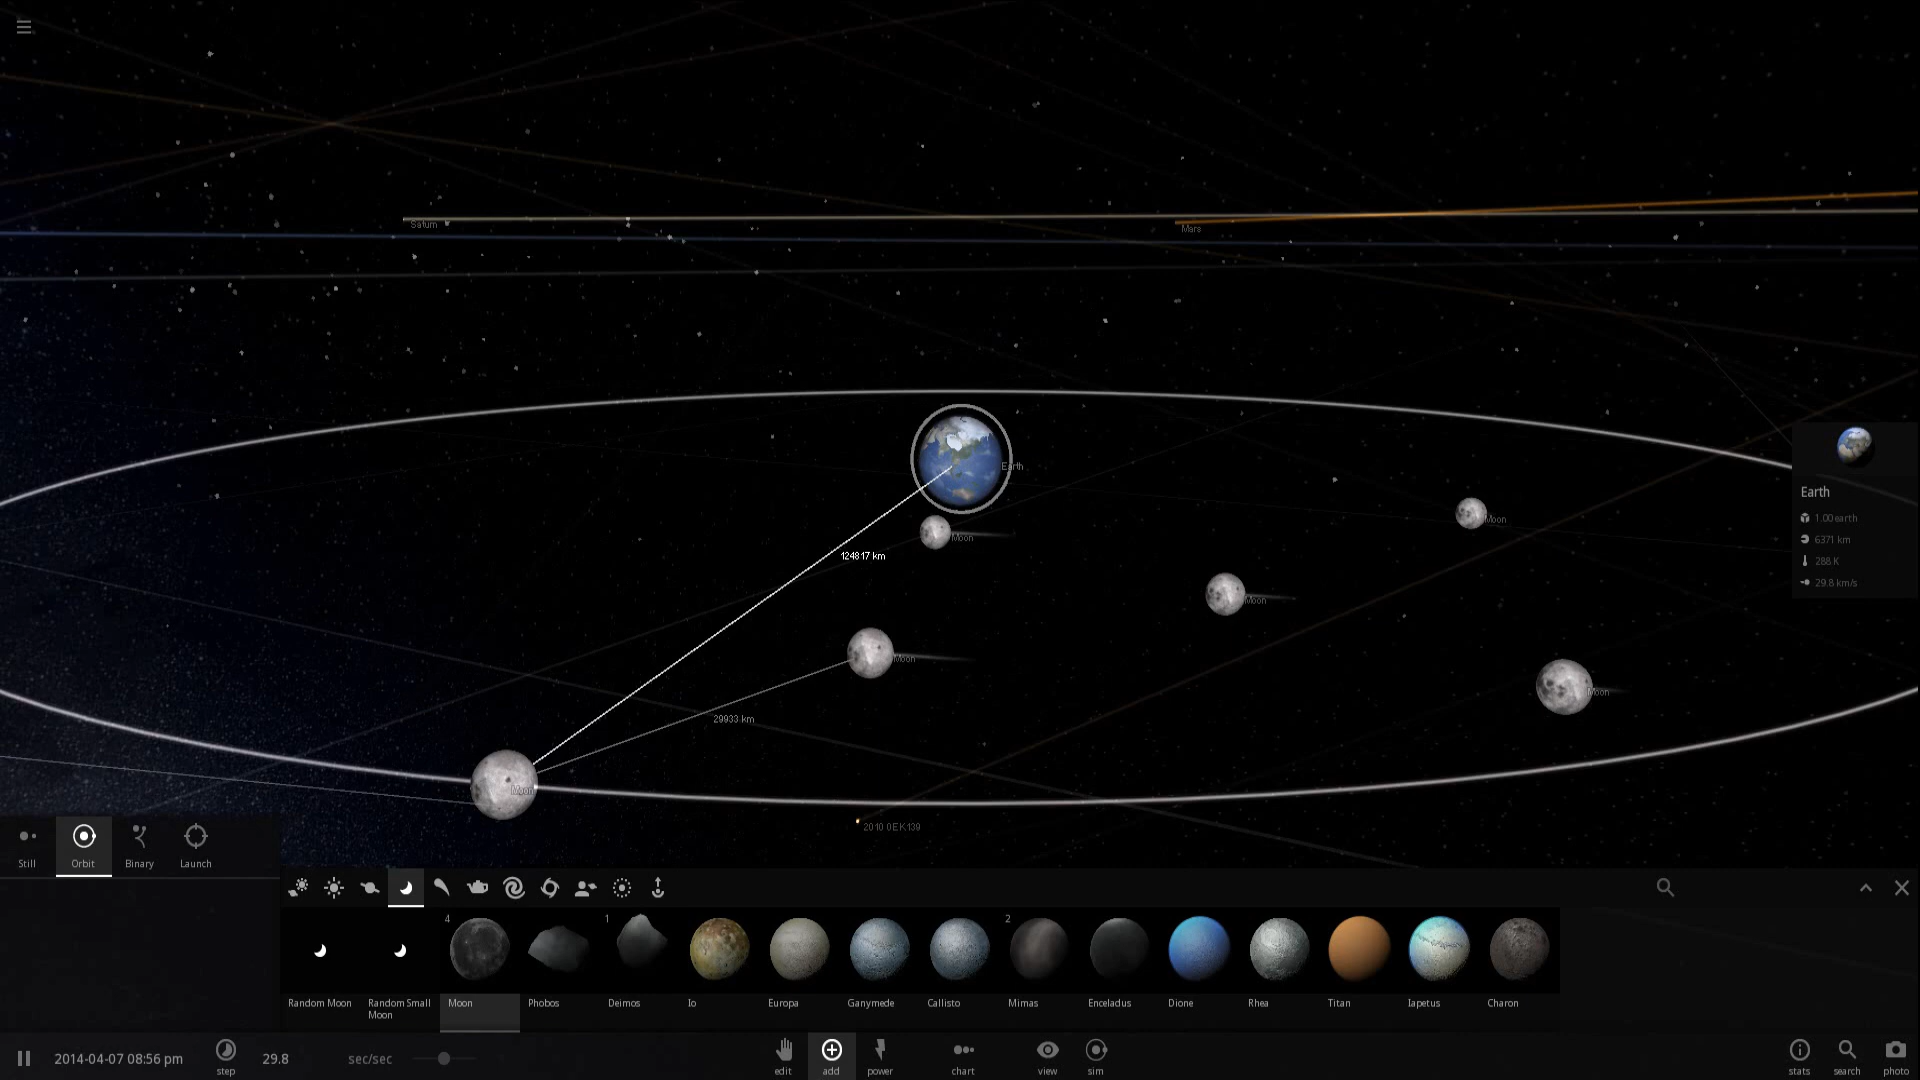 Saturn
Mars
Earth
Moon
Moon
124817 km
Moon
Moon
Moon
29933 km
Moon
2010 OEK139
Earth
1.00 earth
6371 km
288 K
29.8 km/s
Still
Orbit
Binary
Launch
4
1
2
Random Moon
Random Small
Moon
Moon
Phobos
Deimos
Io
Europa
Ganymede
Callisto
Mimas
Enceladus
Dione
Rhea
Titan
Iapetus
Charon
2014-04-07 08:56 pm
step
29.8
sec/sec
edit
add
power
chart
view
sim
stats
search
photo